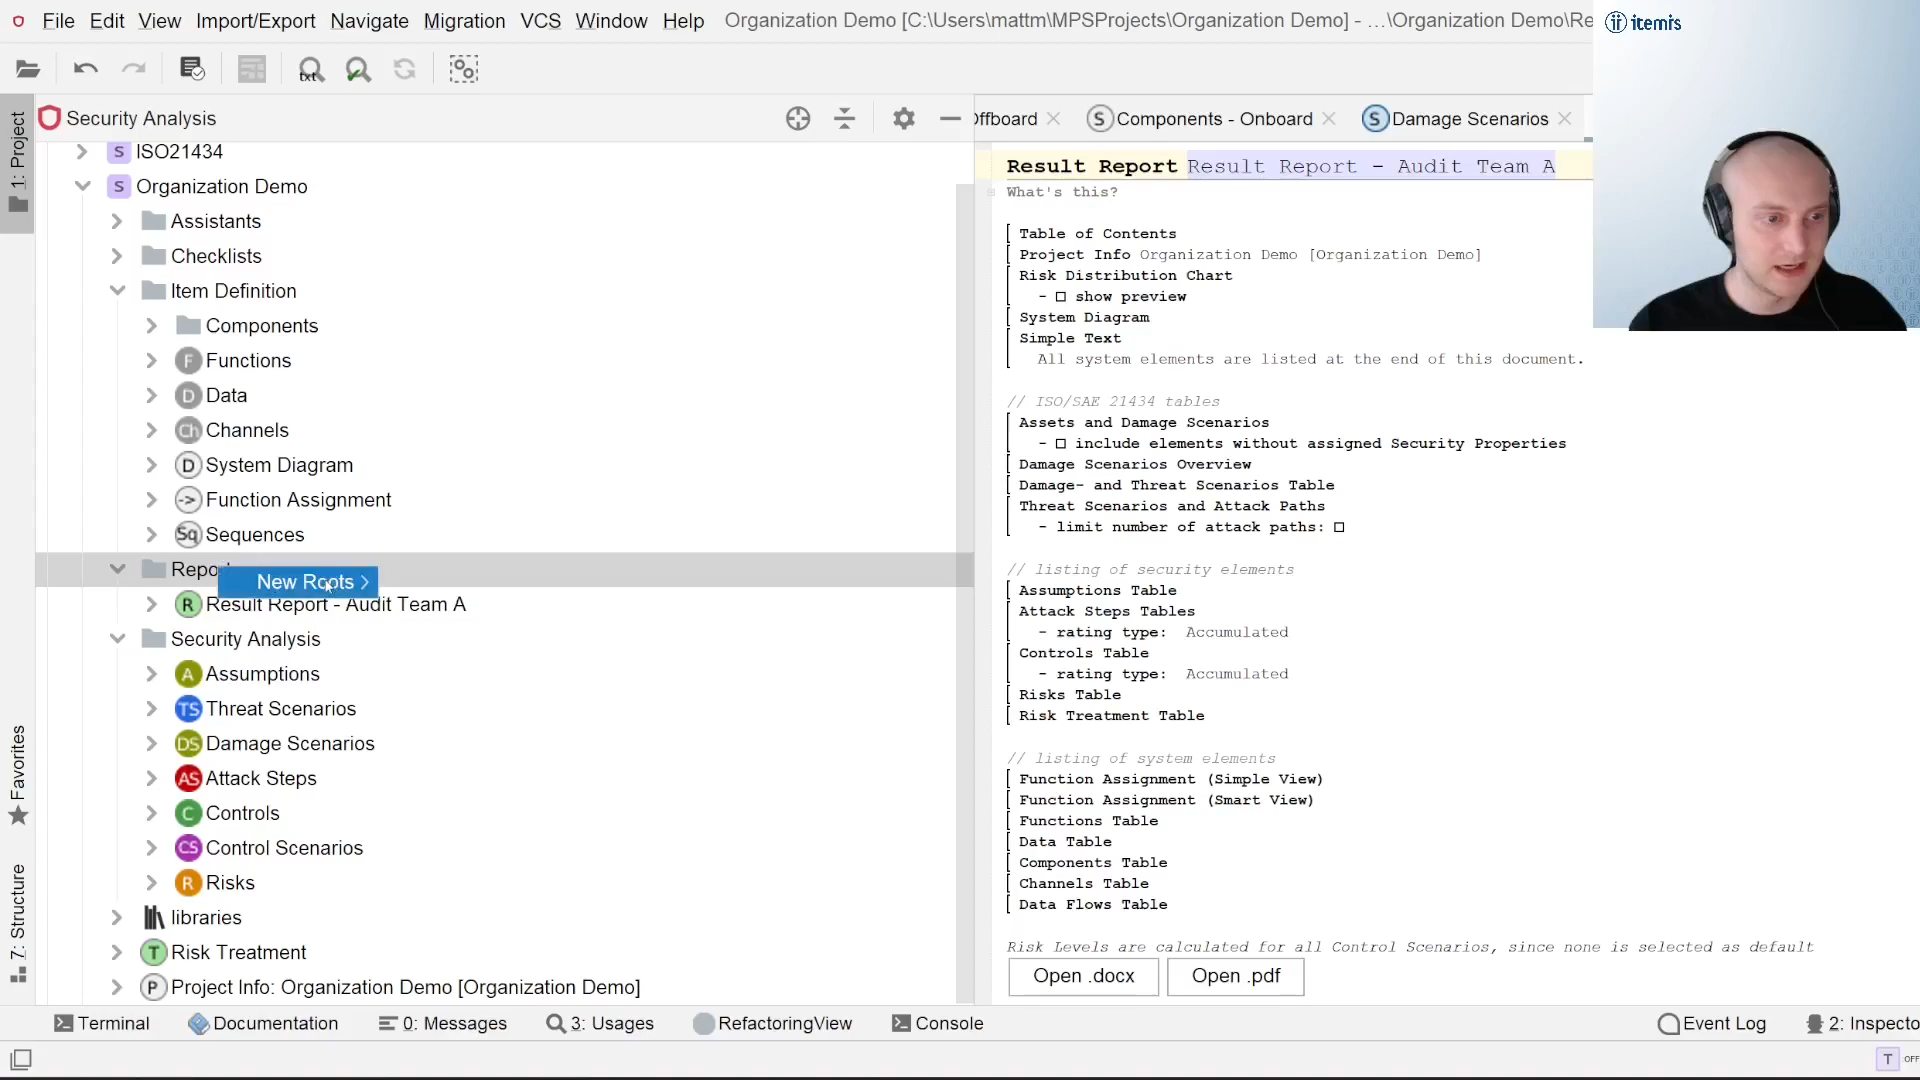 File Edit View Import/Export Navigate Migration VCS Window Help Organization Demo [C:\Users\mattm\MPSProjects\Organization Demo] - ...\Organization Demo\Re
itemis
txt
1: Project
Security Analysis
ffboard
S Components - Onboard
S Damage Scenarios
S ISO21434
S Organization Demo
Assistants
Checklists
Item Definition
Components
F Functions
D Data
Ch Channels
D System Diagram
-> Function Assignment
Sq Sequences
Repo
New Roots
R Result Report - Audit Team A
Security Analysis
A Assumptions
TS Threat Scenarios
DS Damage Scenarios
AS Attack Steps
C Controls
CS Control Scenarios
R Risks
libraries
T Risk Treatment
P Project Info: Organization Demo [Organization Demo]
Favorites
7: Structure
Result Report Result Report - Audit Team A
What's this?
Table of Contents
Project Info Organization Demo [Organization Demo]
Risk Distribution Chart
- □ show preview
System Diagram
Simple Text
All system elements are listed at the end of this document.
// ISO/SAE 21434 tables
Assets and Damage Scenarios
- □ include elements without assigned Security Properties
Damage Scenarios Overview
Damage- and Threat Scenarios Table
Threat Scenarios and Attack Paths
- limit number of attack paths: □
// listing of security elements
Assumptions Table
Attack Steps Tables
- rating type: Accumulated
Controls Table
- rating type: Accumulated
Risks Table
Risk Treatment Table
// listing of system elements
Function Assignment (Simple View)
Function Assignment (Smart View)
Functions Table
Data Table
Components Table
Channels Table
Data Flows Table
Risk Levels are calculated for all Control Scenarios, since none is selected as default
Open .docx Open .pdf
Terminal Documentation 0: Messages 3: Usages RefactoringView Console Event Log 2: Inspecto
T OFF